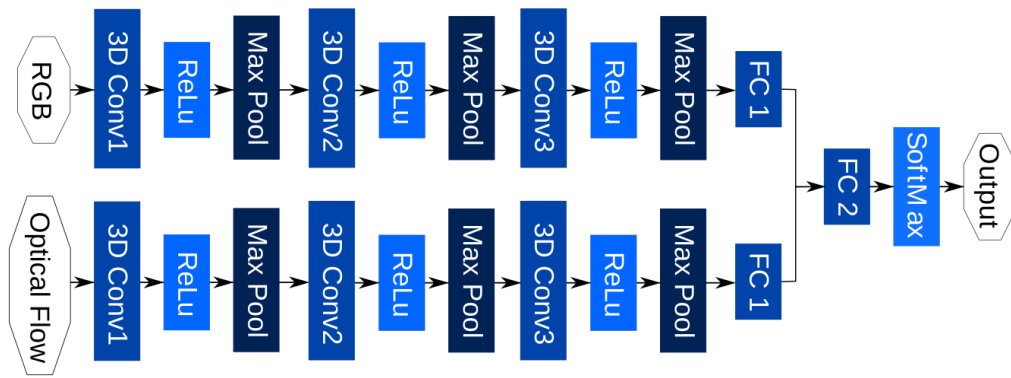 RGB
3D Conv1
ReLu
Max Pool
3D Conv2
ReLu
Max Pool
3D Conv3
ReLu
Max Pool
FC 1
Optical Flow
3D Conv1
ReLu
Max Pool
3D Conv2
ReLu
Max Pool
3D Conv3
ReLu
Max Pool
FC 1
FC 2
SoftMax
Output